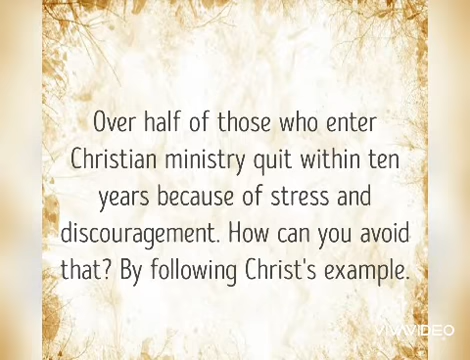 Over half of those who enter
Christian ministry quit within ten
years because of stress and
discouragement. How can you avoid
that? By following Christ's example.
VIVAVIDEO